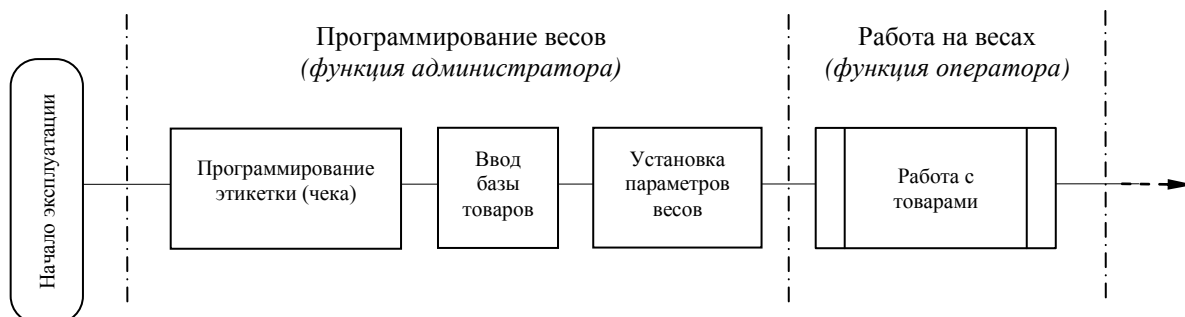 Начало эксплуатации
Программирование весов
(функция администратора)
Работа на весах
(функция оператора)
Программирование
этикетки (чека)
Ввод
базы
товаров
Установка
параметров
весов
Работа с
товарами